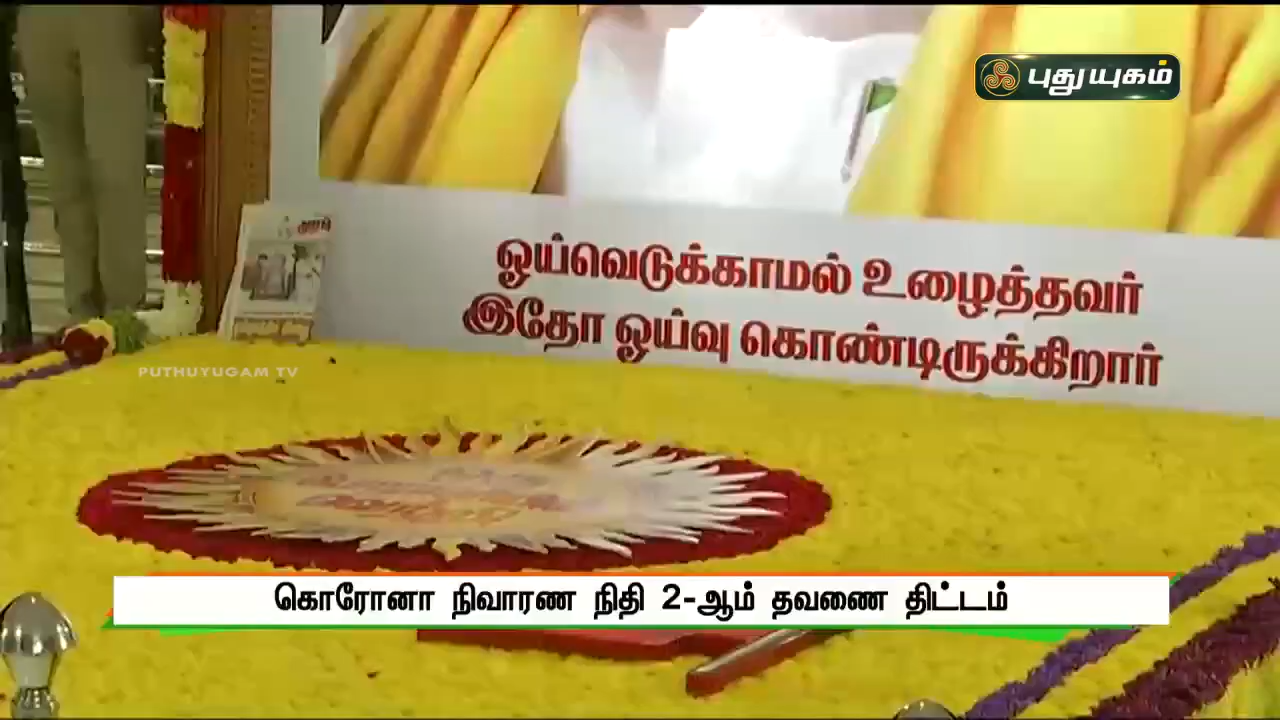 புதுயுகம்
ஓய்வெடுக்காமல் உழைத்தவர்
இதோ ஓய்வு கொண்டிருக்கிறார்
PUTHUYUGAM TV
கொரோனா நிவாரண நிதி 2-ஆம் தவணை திட்டம்